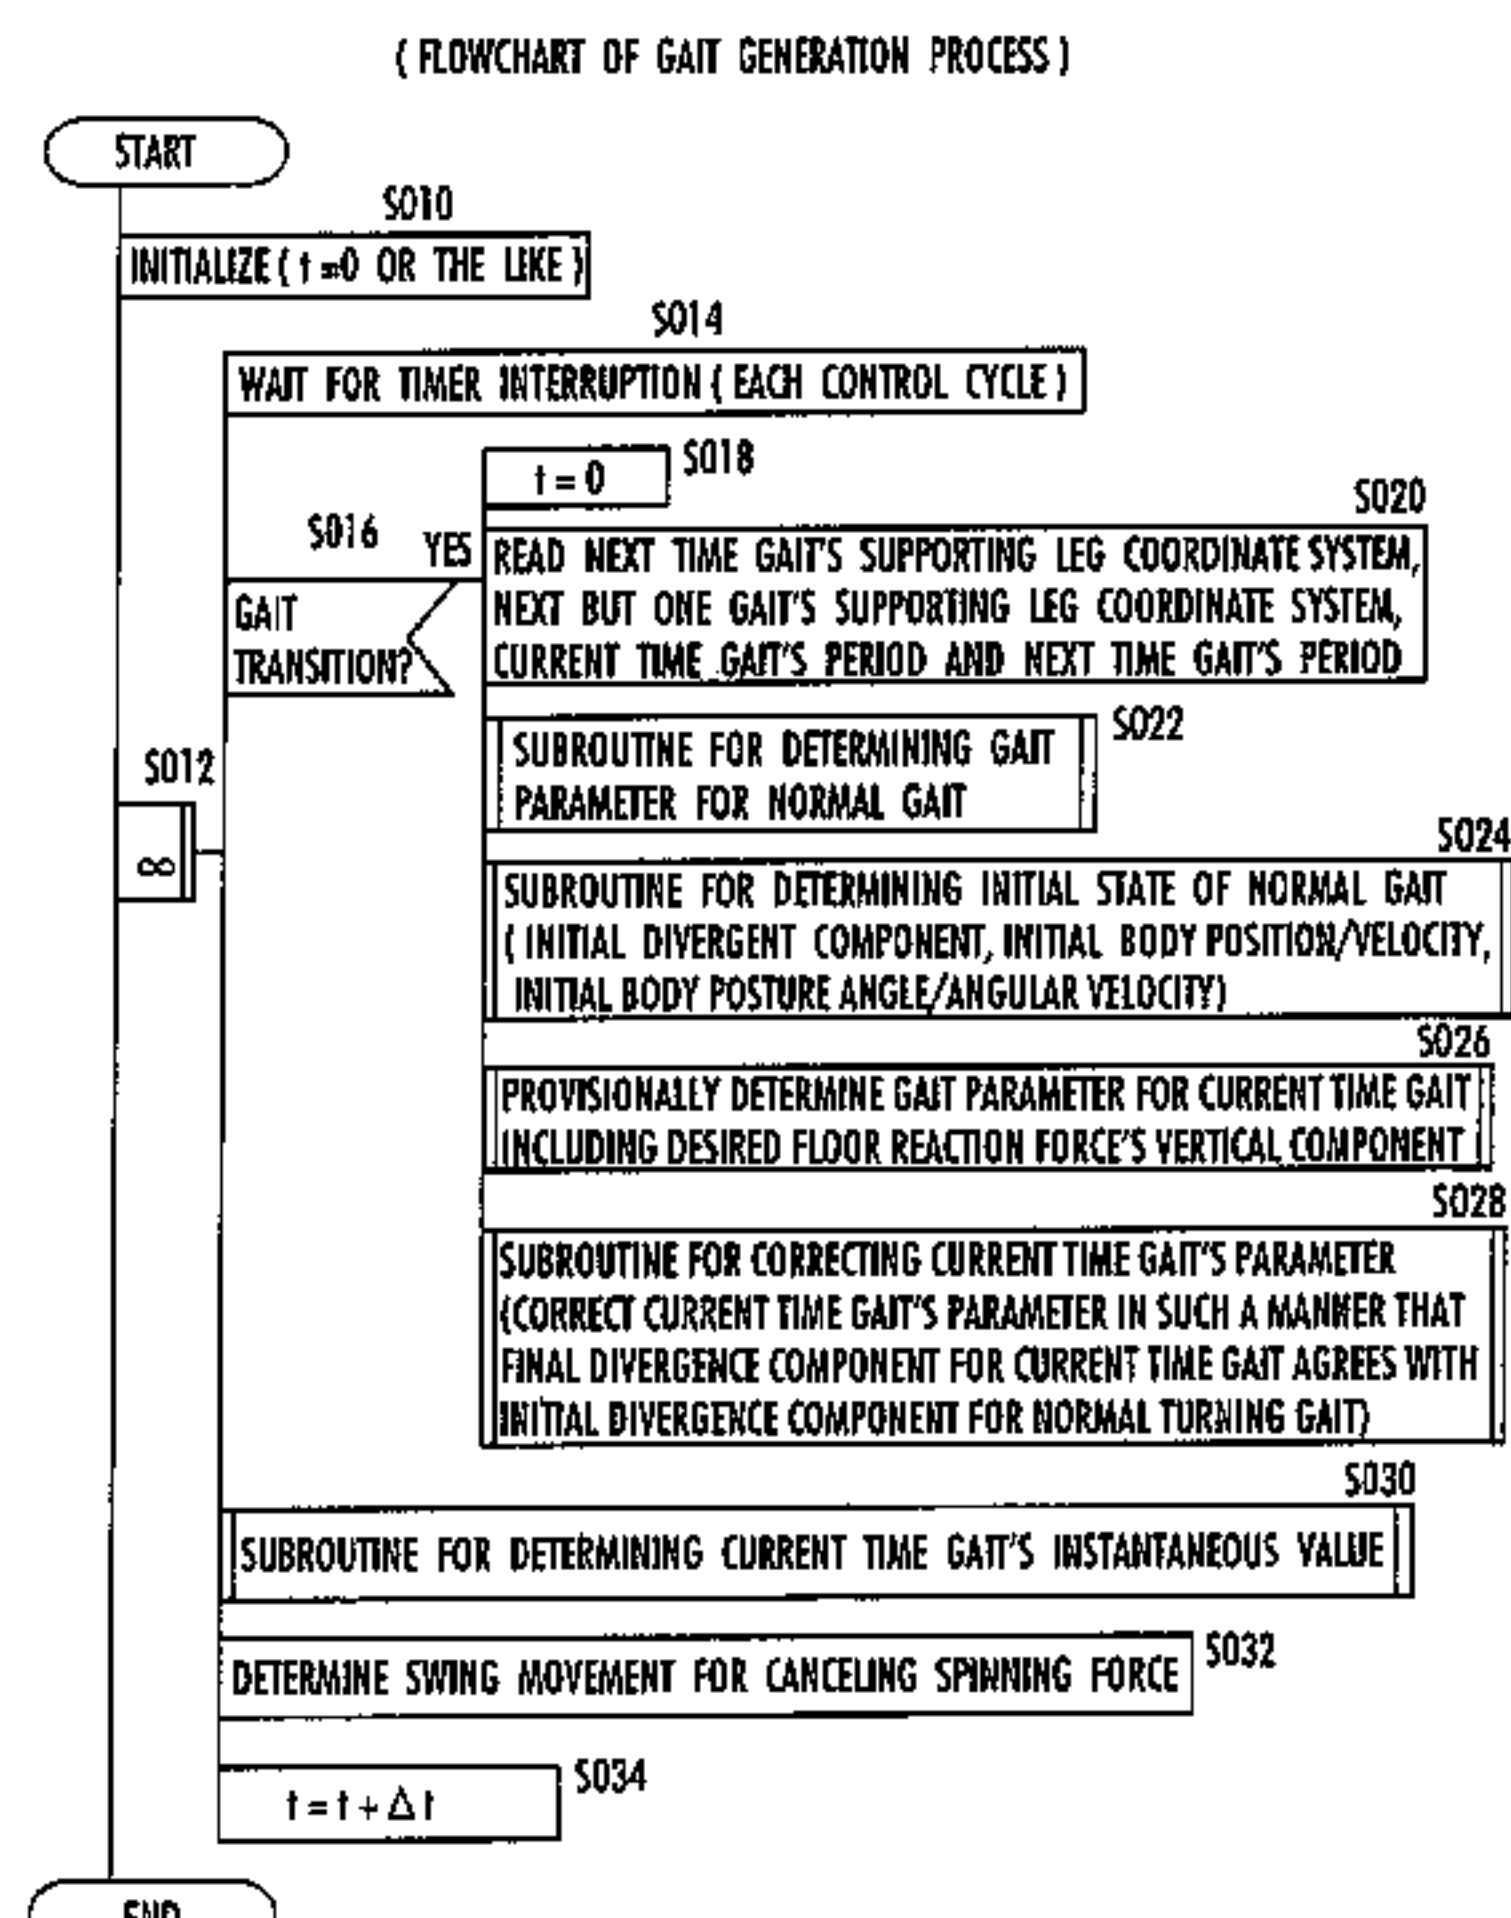 ( FLOWCHART OF GAIT GENERATION PROCESS )
START
S010
INITIALIZE ( t =0 OR THE LIKE )
S014
WAIT FOR TIMER INTERRUPTION ( EACH CONTROL CYCLE )
t = 0
S018
S020
S016
YES
READ NEXT TIME GAIT'S SUPPORTING LEG COORDINATE SYSTEM,
NEXT BUT ONE GAIT'S SUPPORTING LEG COORDINATE SYSTEM,
CURRENT TIME GAIT'S PERIOD AND NEXT TIME GAIT'S PERIOD
GAIT
TRANSITION?
S022
SUBROUTINE FOR DETERMINING GAIT
PARAMETER FOR NORMAL GAIT
S012
∞
S024
SUBROUTINE FOR DETERMINING INITIAL STATE OF NORMAL GAIT
( INITIAL DIVERGENT COMPONENT, INITIAL BODY POSITION/VELOCITY,
INITIAL BODY POSTURE ANGLE/ANGULAR VELOCITY)
S026
PROVISIONALLY DETERMINE GAIT PARAMETER FOR CURRENT TIME GAIT
INCLUDING DESIRED FLOOR REACTION FORCE'S VERTICAL COMPONENT
S028
SUBROUTINE FOR CORRECTING CURRENT TIME GAIT'S PARAMETER
(CORRECT CURRENT TIME GAIT'S PARAMETER IN SUCH A MANNER THAT
FINAL DIVERGENCE COMPONENT FOR CURRENT TIME GAIT AGREES WITH
INITIAL DIVERGENCE COMPONENT FOR NORMAL TURNING GAIT)
S030
SUBROUTINE FOR DETERMINING CURRENT TIME GAIT'S INSTANTANEOUS VALUE
S032
DETERMINE SWING MOVEMENT FOR CANCELING SPINNING FORCE
S034
t = t + Δ t
END